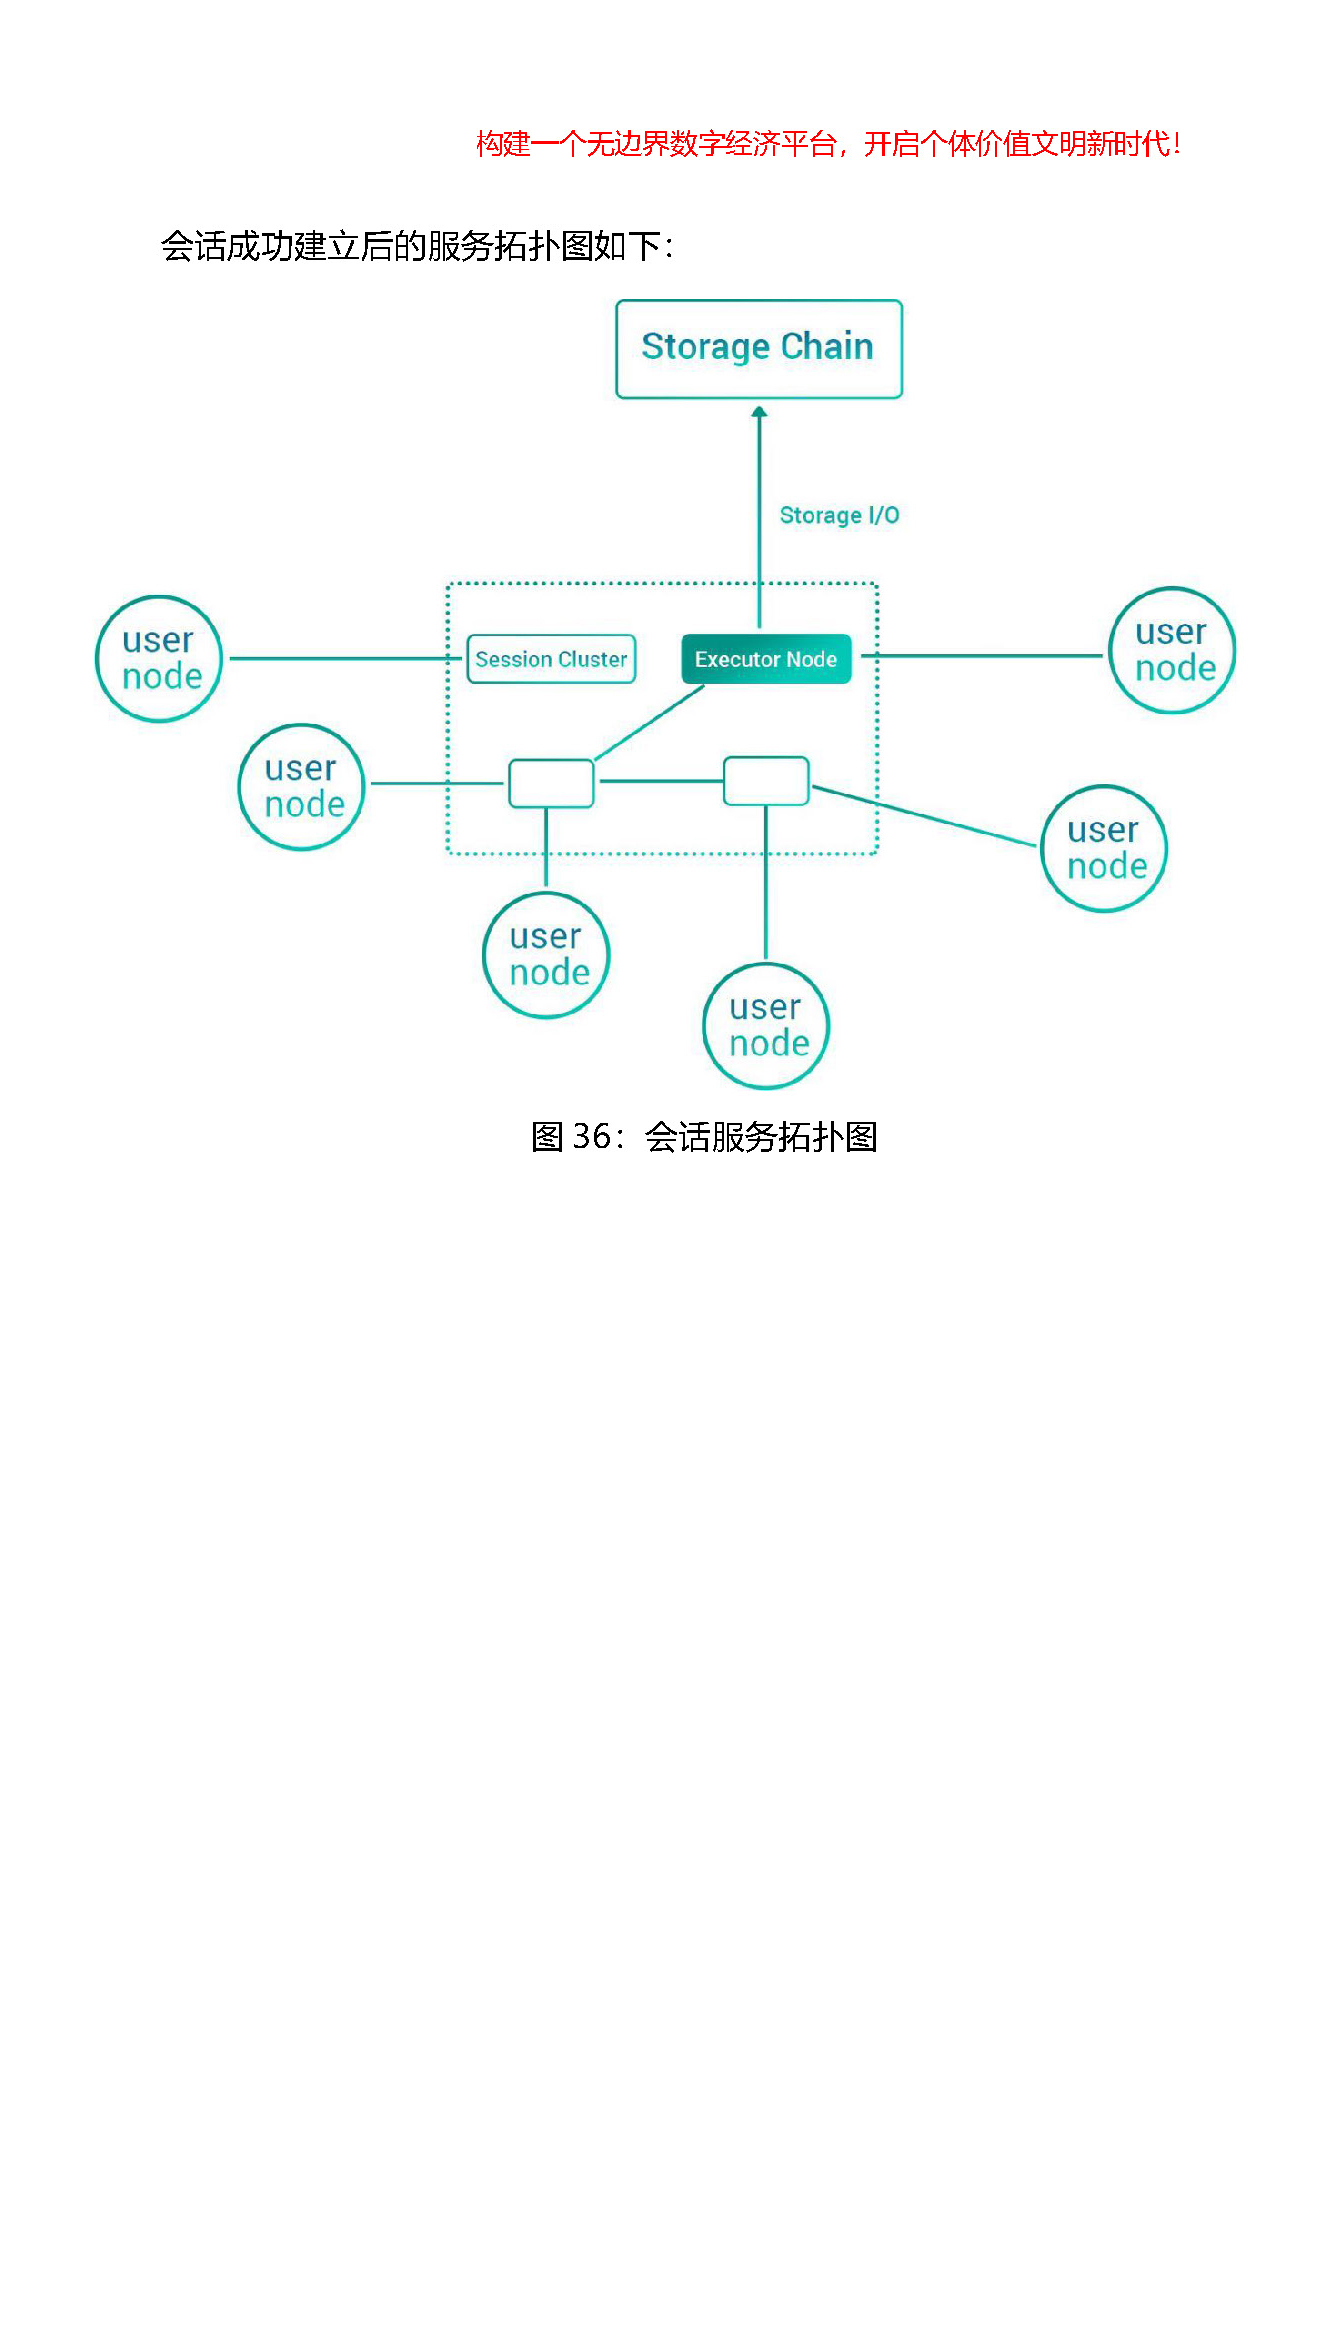 构建一个无边界数字经济平台，开启个体价值文明新时代！
会话成功建立后的服务拓扑图如下：
Storage Chain
Storage I/O
user
node
Session Cluster
Executor Node
user
node
user
node
user
node
user
node
user
node
图 36：会话服务拓扑图